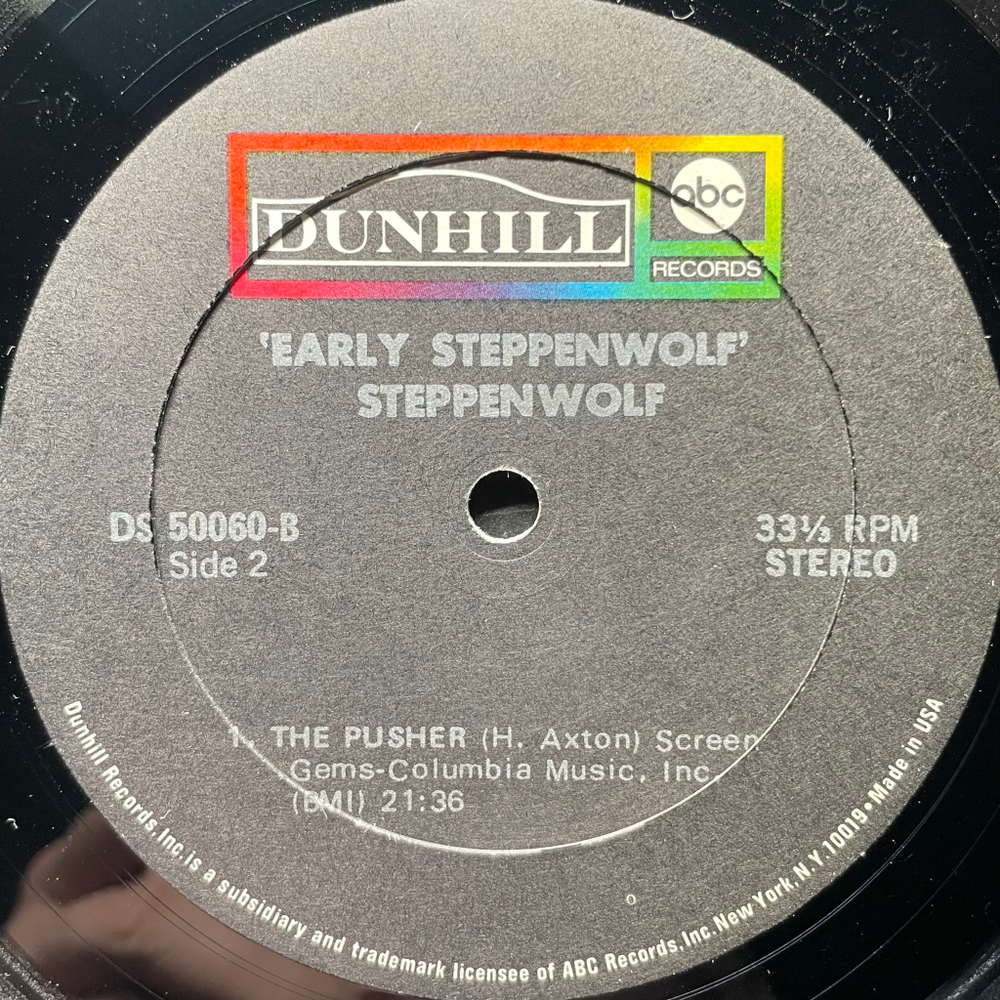 DUNHILL
abc
RECORDS
'EARLY STEPPENWOLF'
STEPPENWOLF
DS 50060-B
Side 2
33⅓ RPM
STEREO
1. THE PUSHER (H. Axton) Screen
Gems-Columbia Music, Inc.
(BMI) 21:36
Dunhill Records, Inc. is a subsidiary and trademark licensee of ABC Records, Inc. New York, N.Y. 10019 • Made in USA